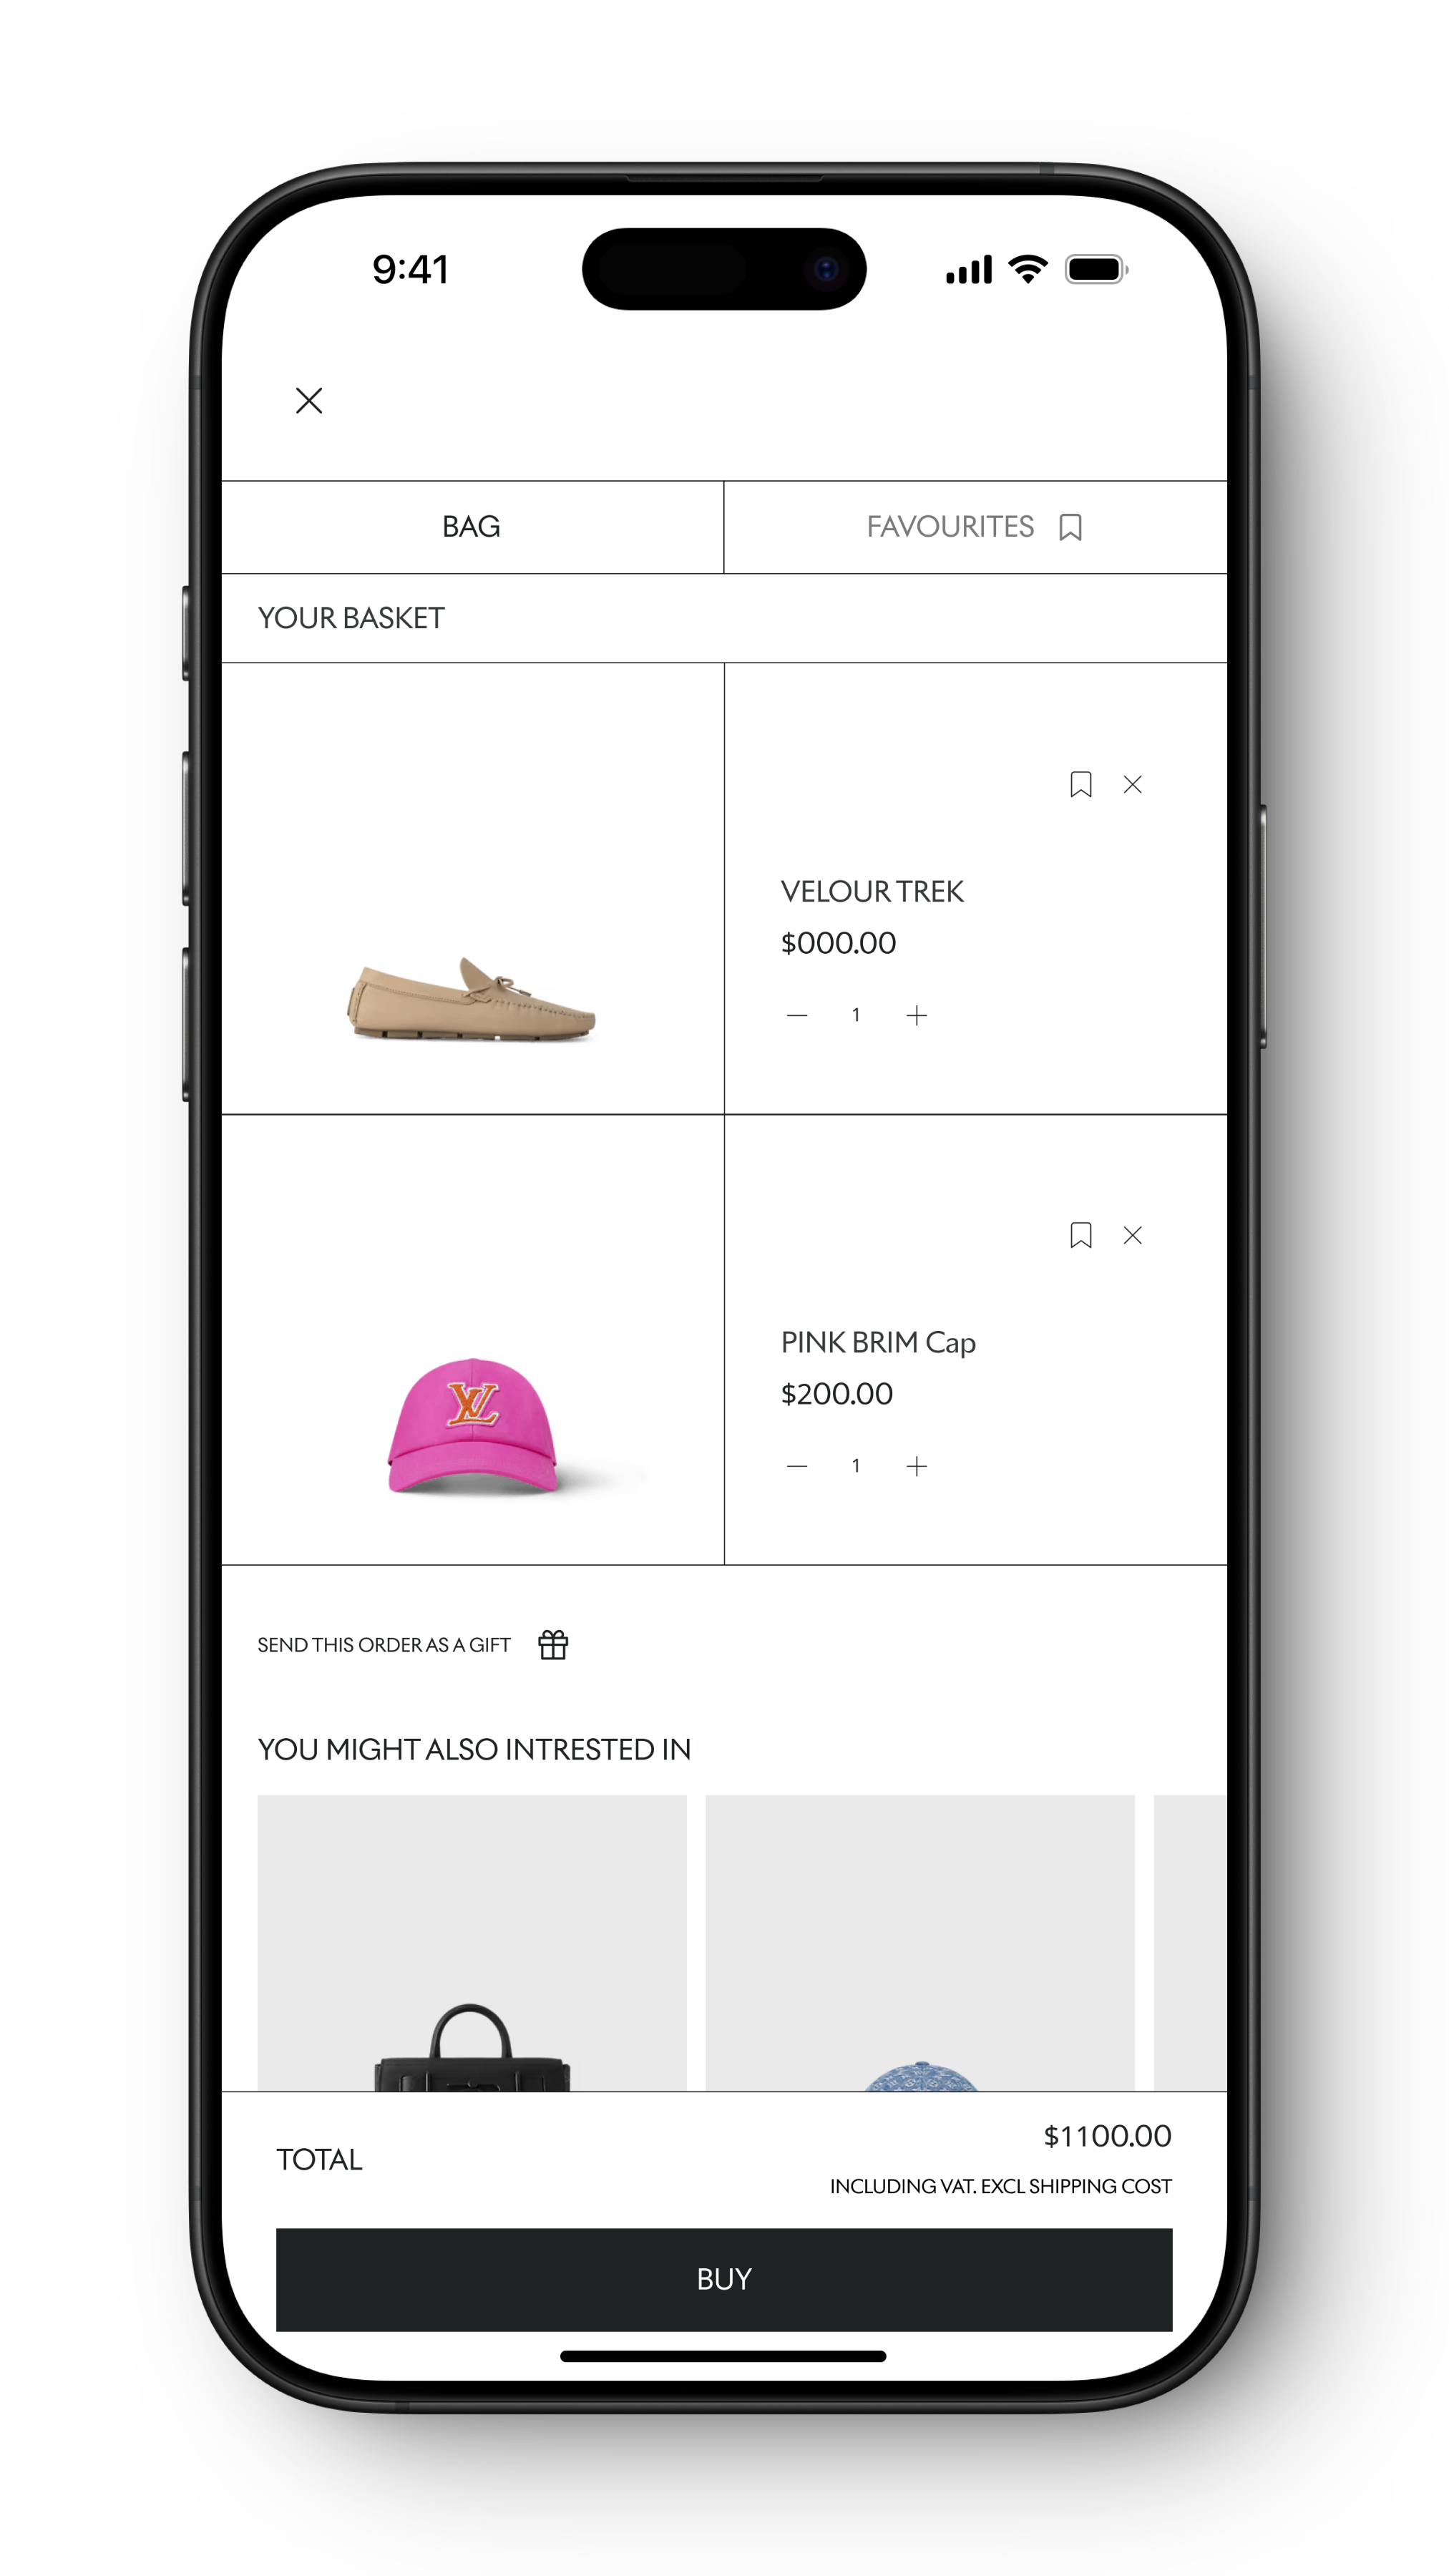 9:41
BAG
FAVOURITES
YOUR BASKET
VELOUR TREK
$000.00
1
LV
PINK BRIM Cap
$200.00
1
SEND THIS ORDER AS A GIFT
YOU MIGHT ALSO INTRESTED IN
TOTAL
$1100.00
INCLUDING VAT. EXCL SHIPPING COST
BUY